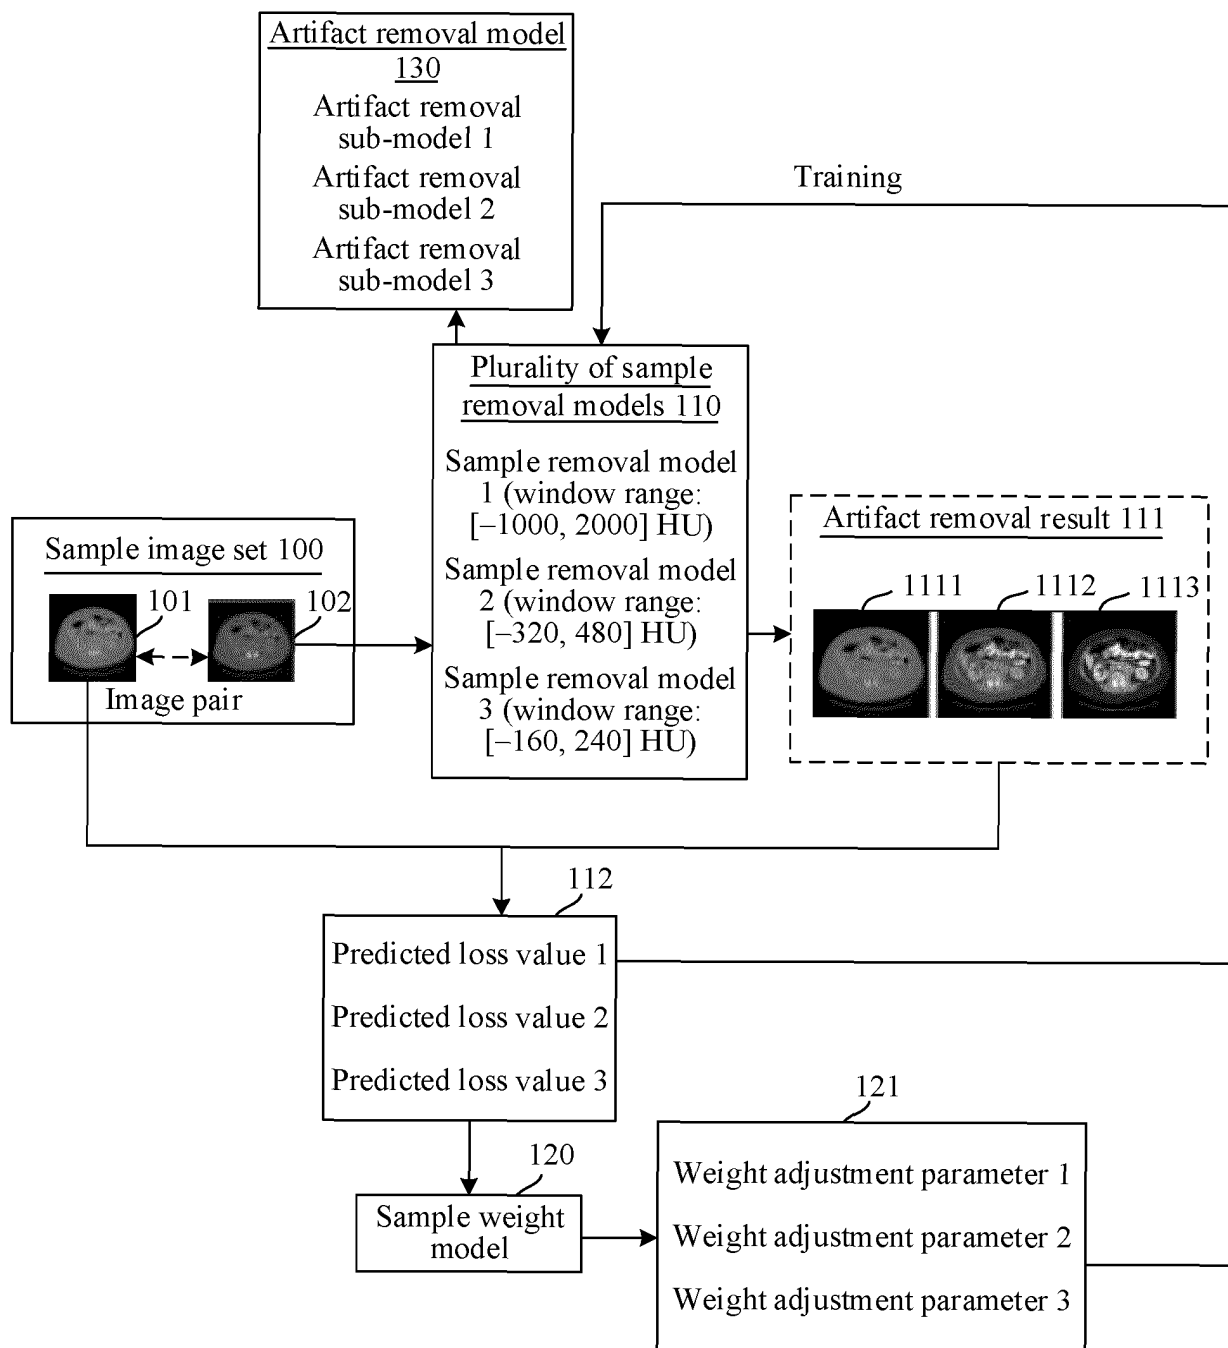 Artifact removal model
130
Artifact removal
sub-model 1
Artifact removal
sub-model 2
Artifact removal
sub-model 3
Training
Plurality of sample
removal models 110
Sample removal model
1 (window range:
[−1000, 2000] HU)
Sample removal model
2 (window range:
[−320, 480] HU)
Sample removal model
3 (window range:
[−160, 240] HU)
Sample image set 100
101
102
Image pair
Artifact removal result 111
1111
1112
1113
112
Predicted loss value 1
Predicted loss value 2
Predicted loss value 3
120
Sample weight
model
121
Weight adjustment parameter 1
Weight adjustment parameter 2
Weight adjustment parameter 3